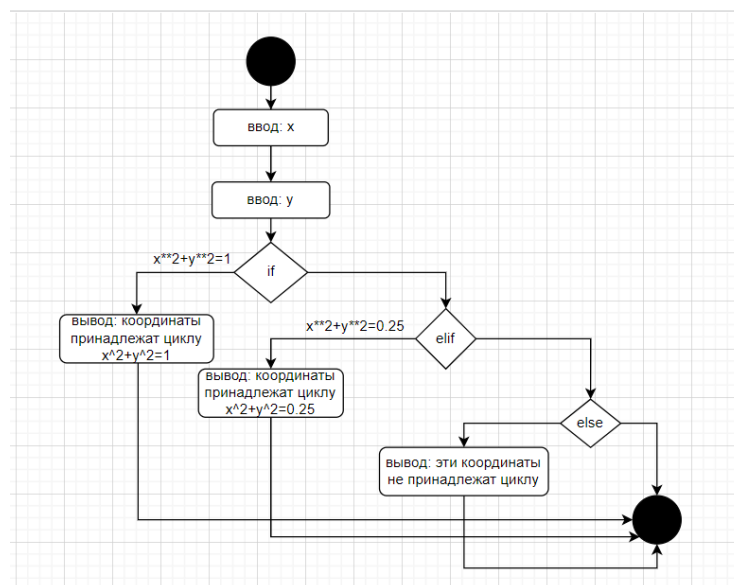 ввод: x
ввод: y
x**2+y**2=1
if
вывод: координаты
принадлежат циклу
x^2+y^2=1
x**2+y**2=0.25
elif
вывод: координаты
принадлежат циклу
x^2+y^2=0.25
else
вывод: эти координаты
не принадлежат циклу